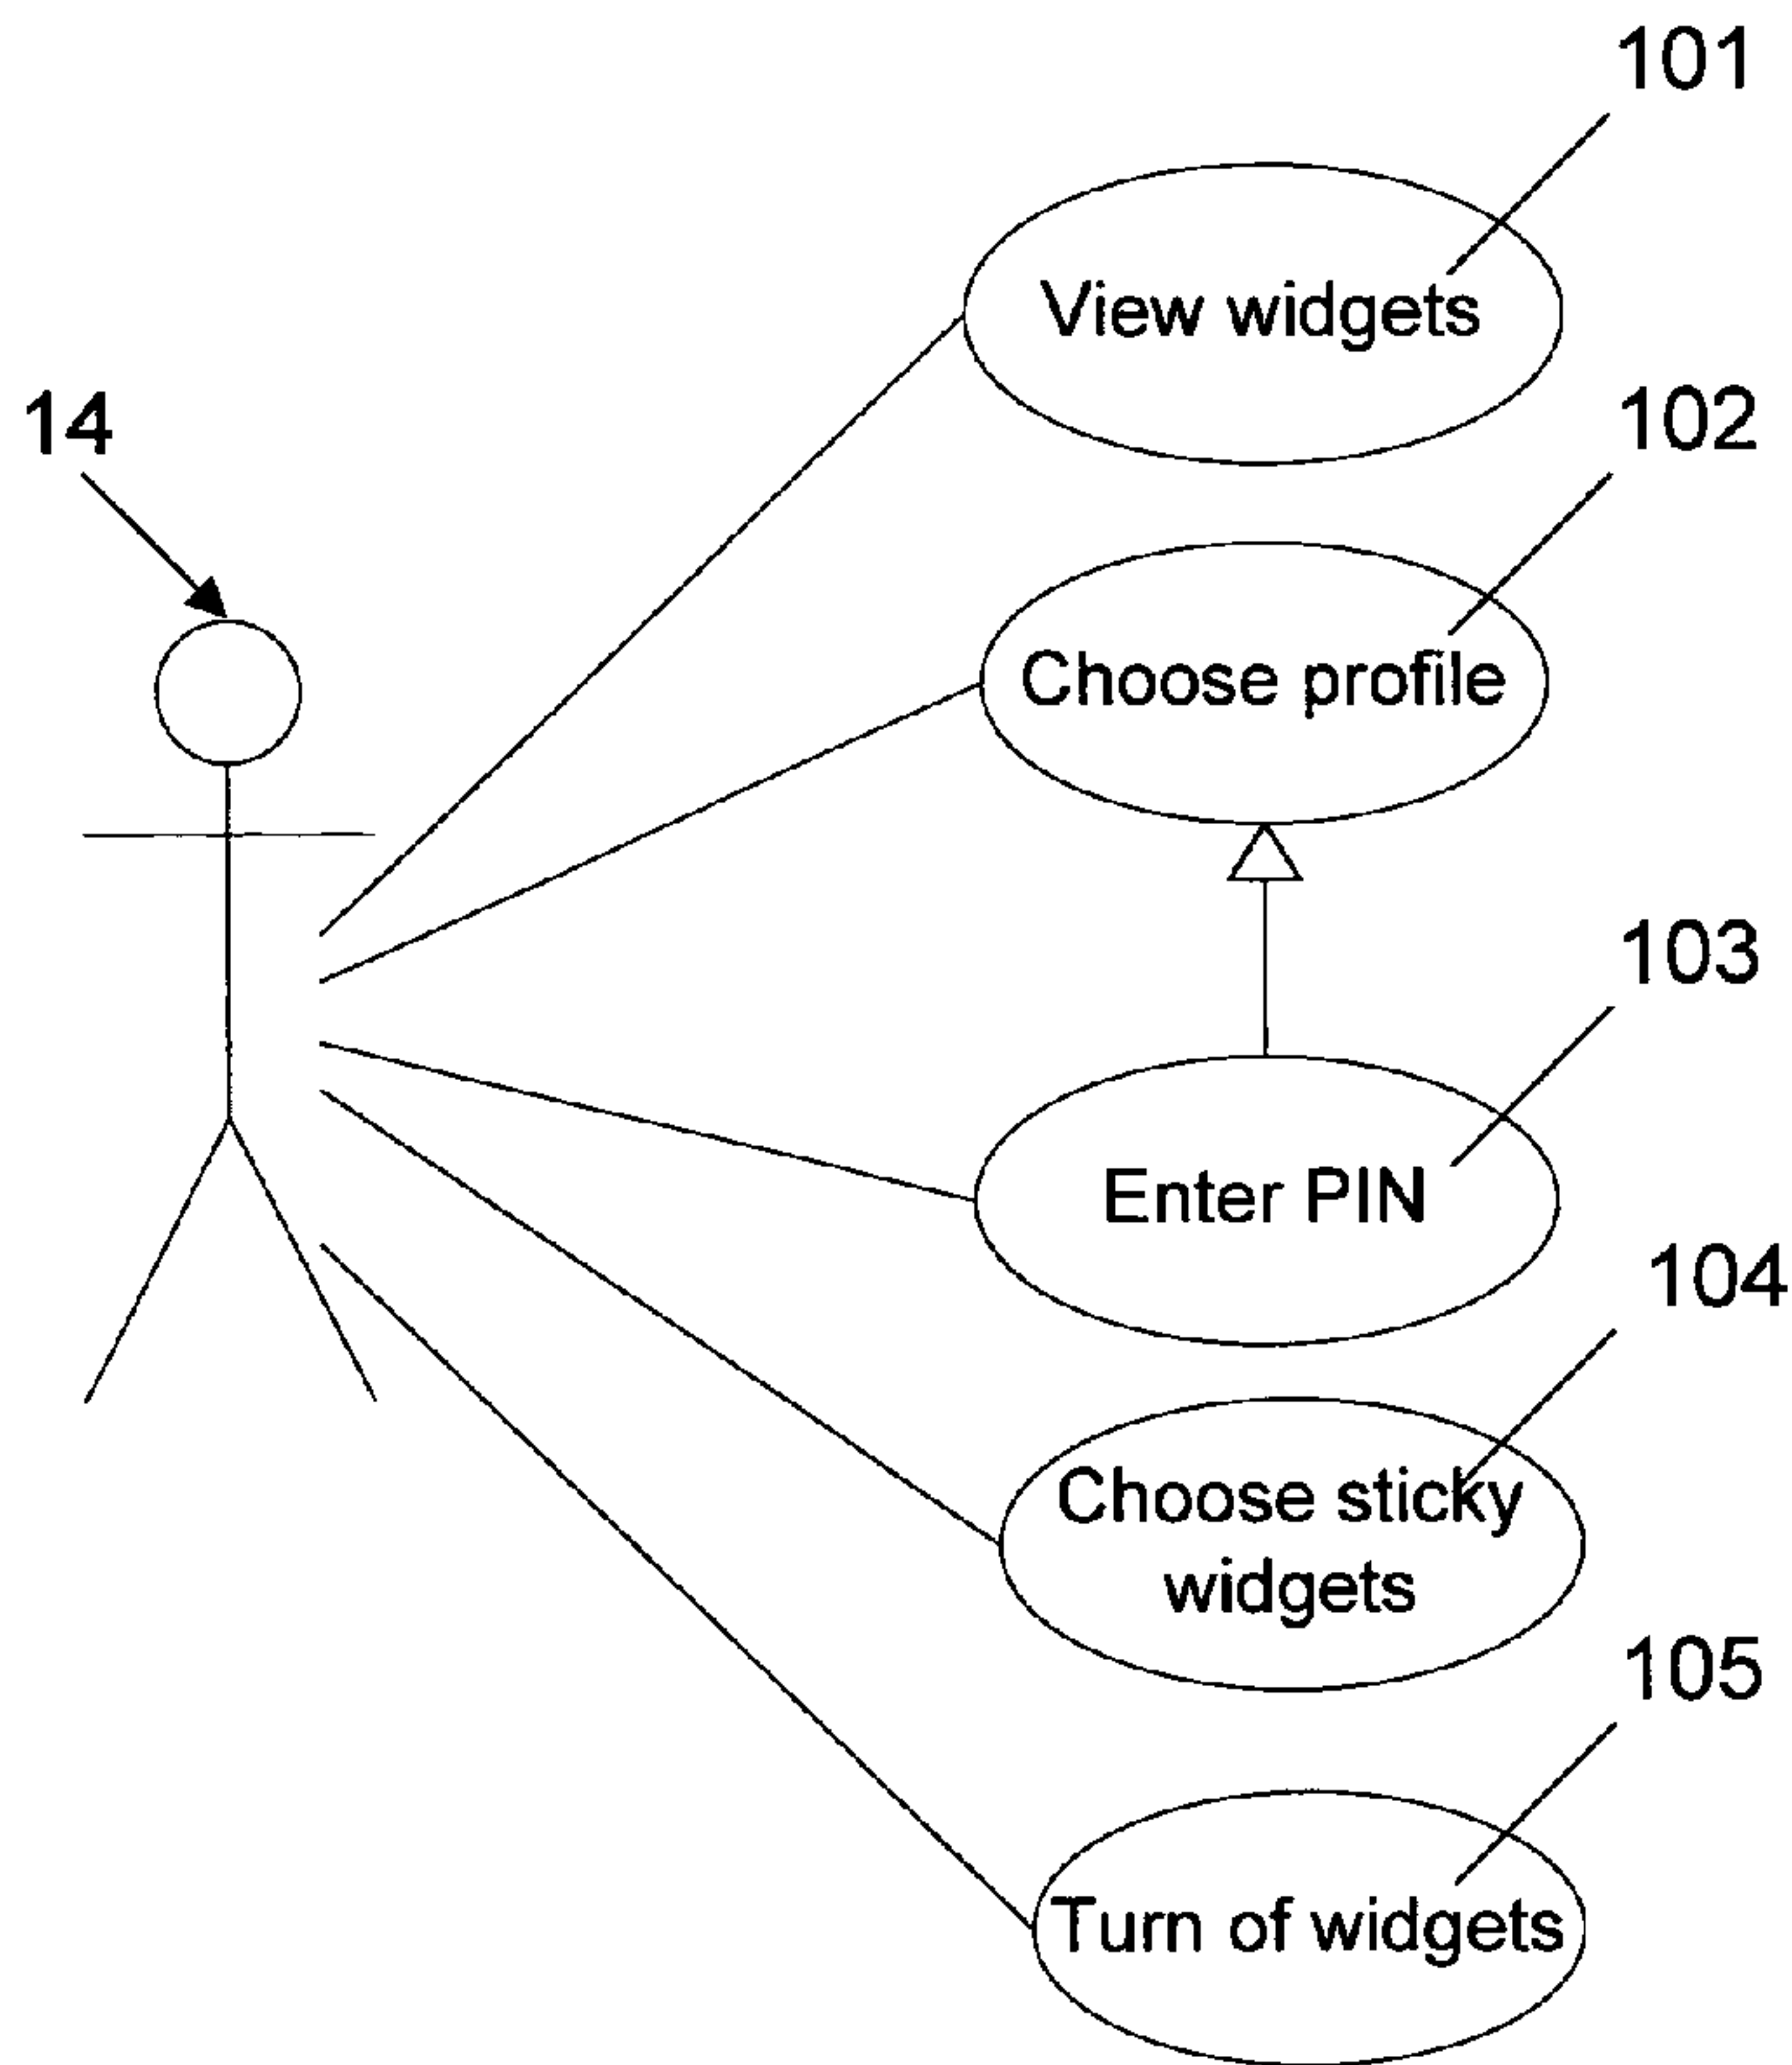 101
View widgets
14
102
Choose profile
103
Enter PIN
104
Choose sticky
widgets
105
Turn of widgets